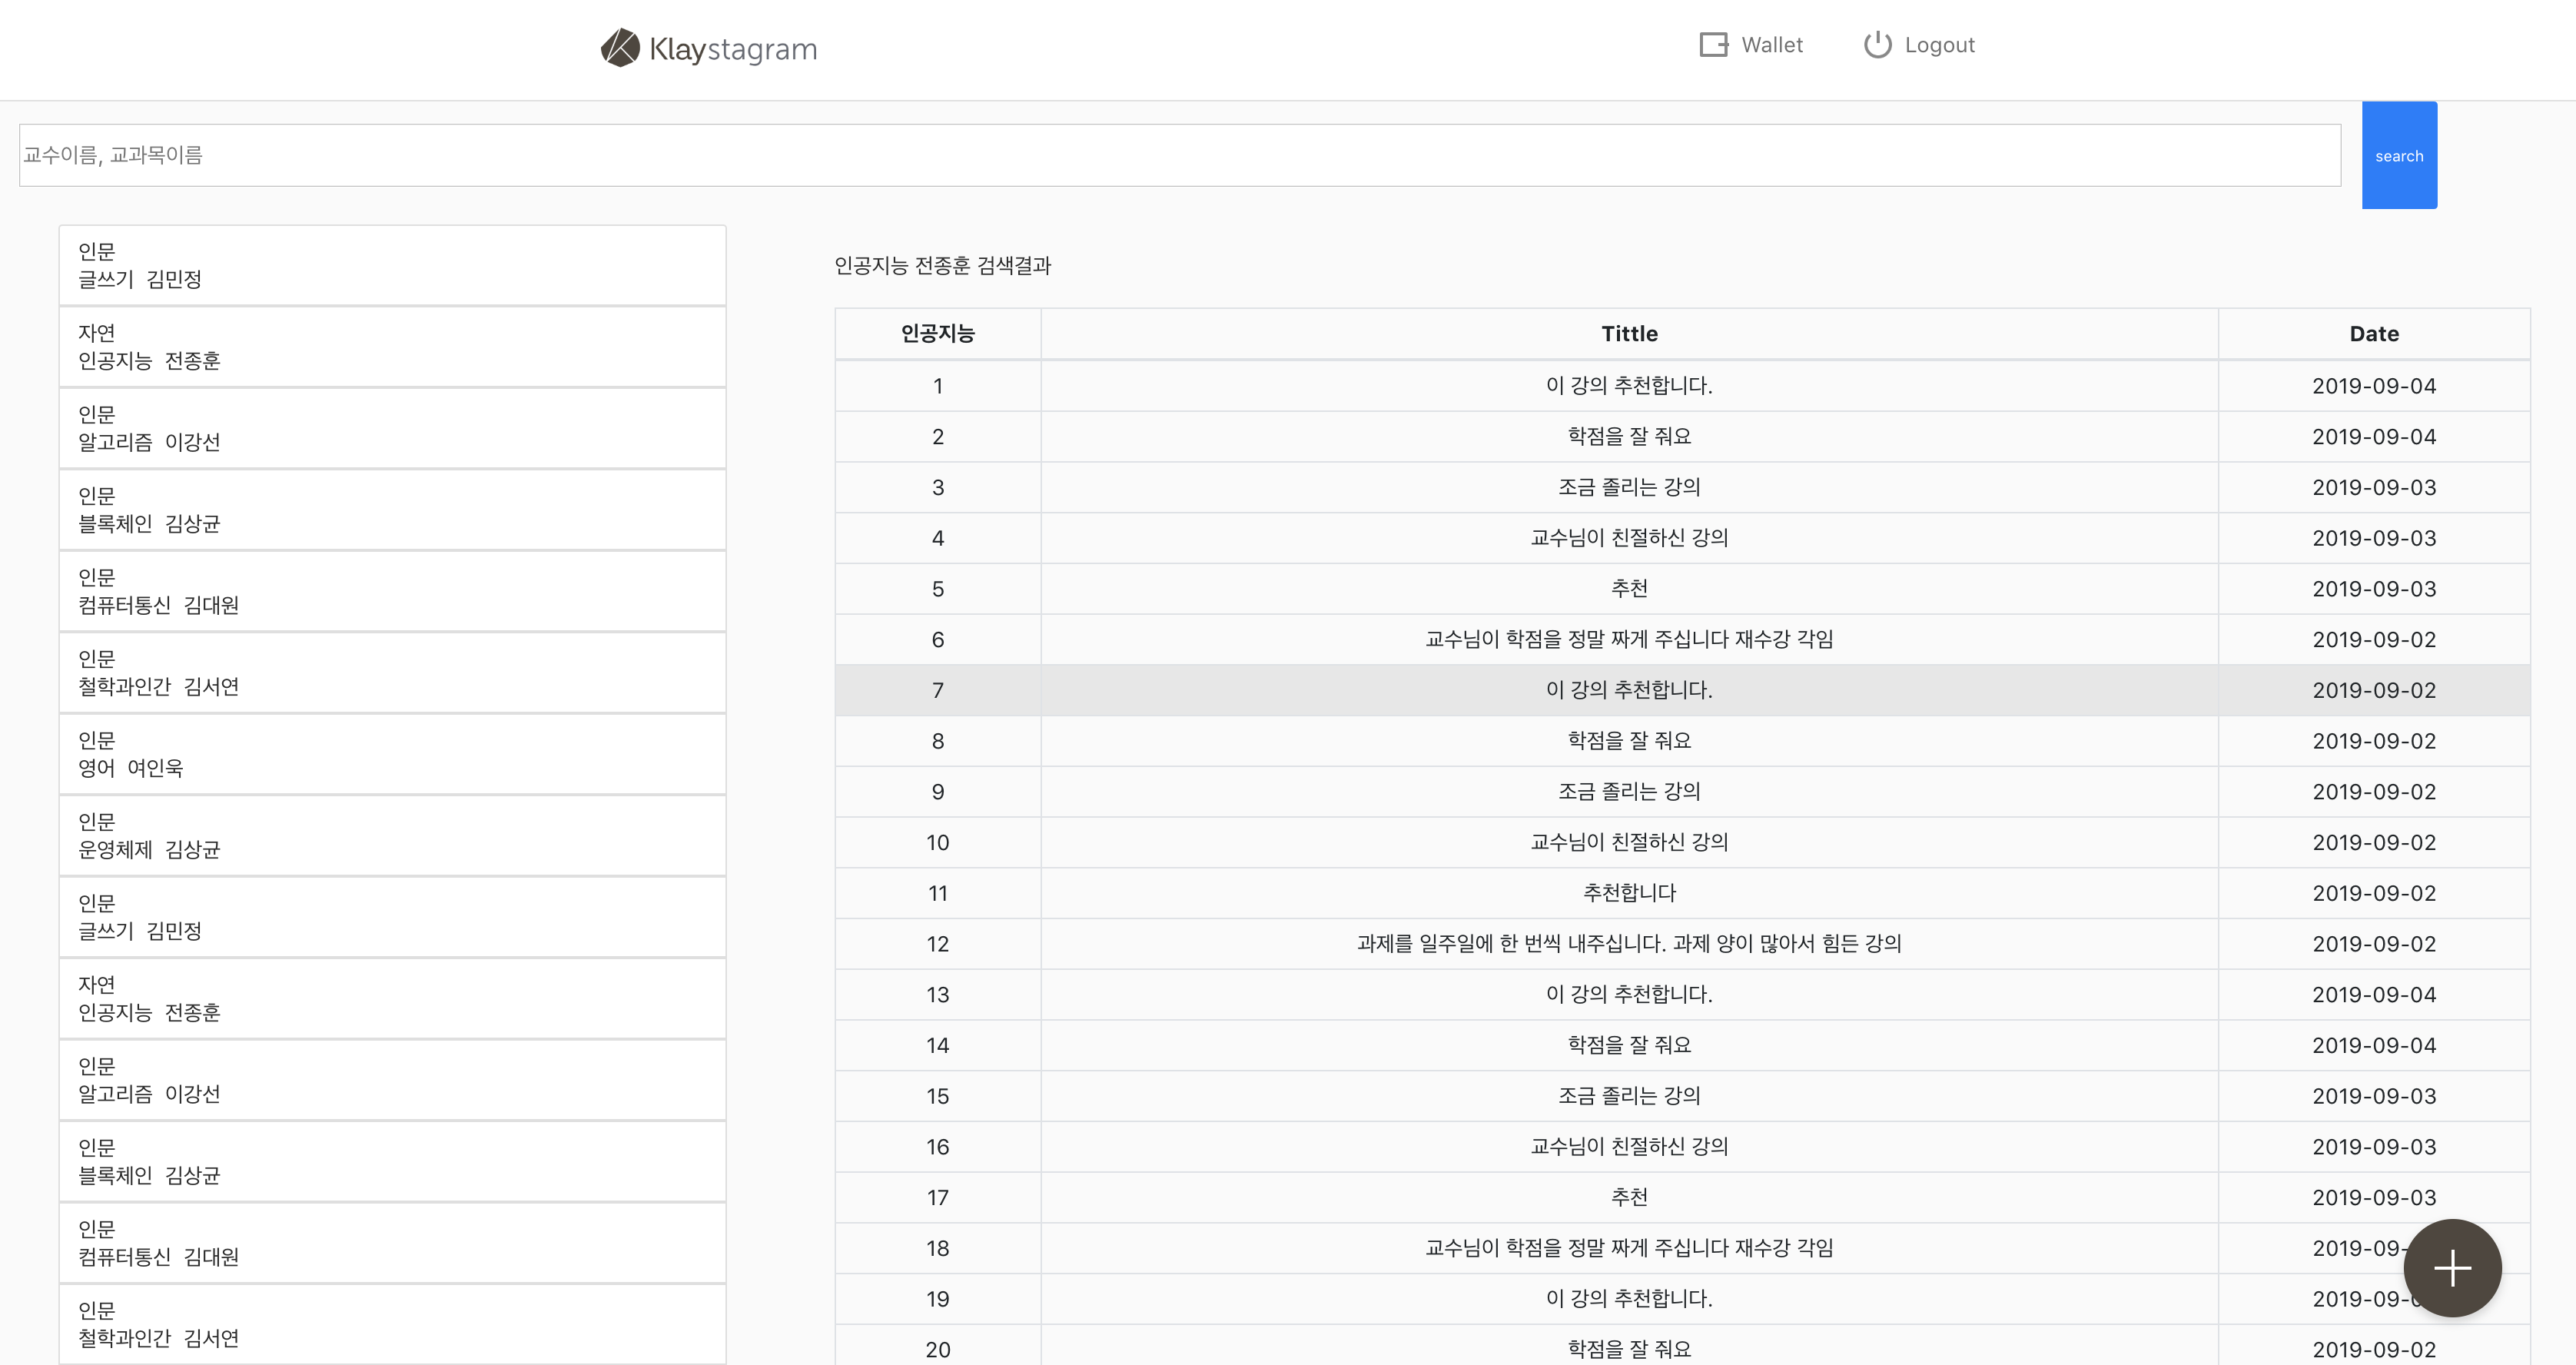 Klaystagram
Wallet
Logout
교수이름, 교과목이름
search
인문
글쓰기 김민정
자연
인공지능 전종훈
인문
알고리즘 이강선
인문
블록체인 김상균
인문
컴퓨터통신 김대원
인문
철학과인간 김서연
인문
영어 여인욱
인문
운영체제 김상균
인문
글쓰기 김민정
자연
인공지능 전종훈
인문
알고리즘 이강선
인문
블록체인 김상균
인문
컴퓨터통신 김대원
인문
철학과인간 김서연
인공지능 전종훈 검색결과
인공지능 Tittle Date
1 이 강의 추천합니다. 2019-09-04
2 학점을 잘 줘요 2019-09-04
3 조금 졸리는 강의 2019-09-03
4 교수님이 친절하신 강의 2019-09-03
5 추천 2019-09-03
6 교수님이 학점을 정말 짜게 주십니다 재수강 각임 2019-09-02
7 이 강의 추천합니다. 2019-09-02
8 학점을 잘 줘요 2019-09-02
9 조금 졸리는 강의 2019-09-02
10 교수님이 친절하신 강의 2019-09-02
11 추천합니다 2019-09-02
12 과제를 일주일에 한 번씩 내주십니다. 과제 양이 많아서 힘든 강의 2019-09-02
13 이 강의 추천합니다. 2019-09-04
14 학점을 잘 줘요 2019-09-04
15 조금 졸리는 강의 2019-09-03
16 교수님이 친절하신 강의 2019-09-03
17 추천 2019-09-03
18 교수님이 학점을 정말 짜게 주십니다 재수강 각임 2019-09-
19 이 강의 추천합니다. 2019-09-
20 학점을 잘 줘요 2019-09-02